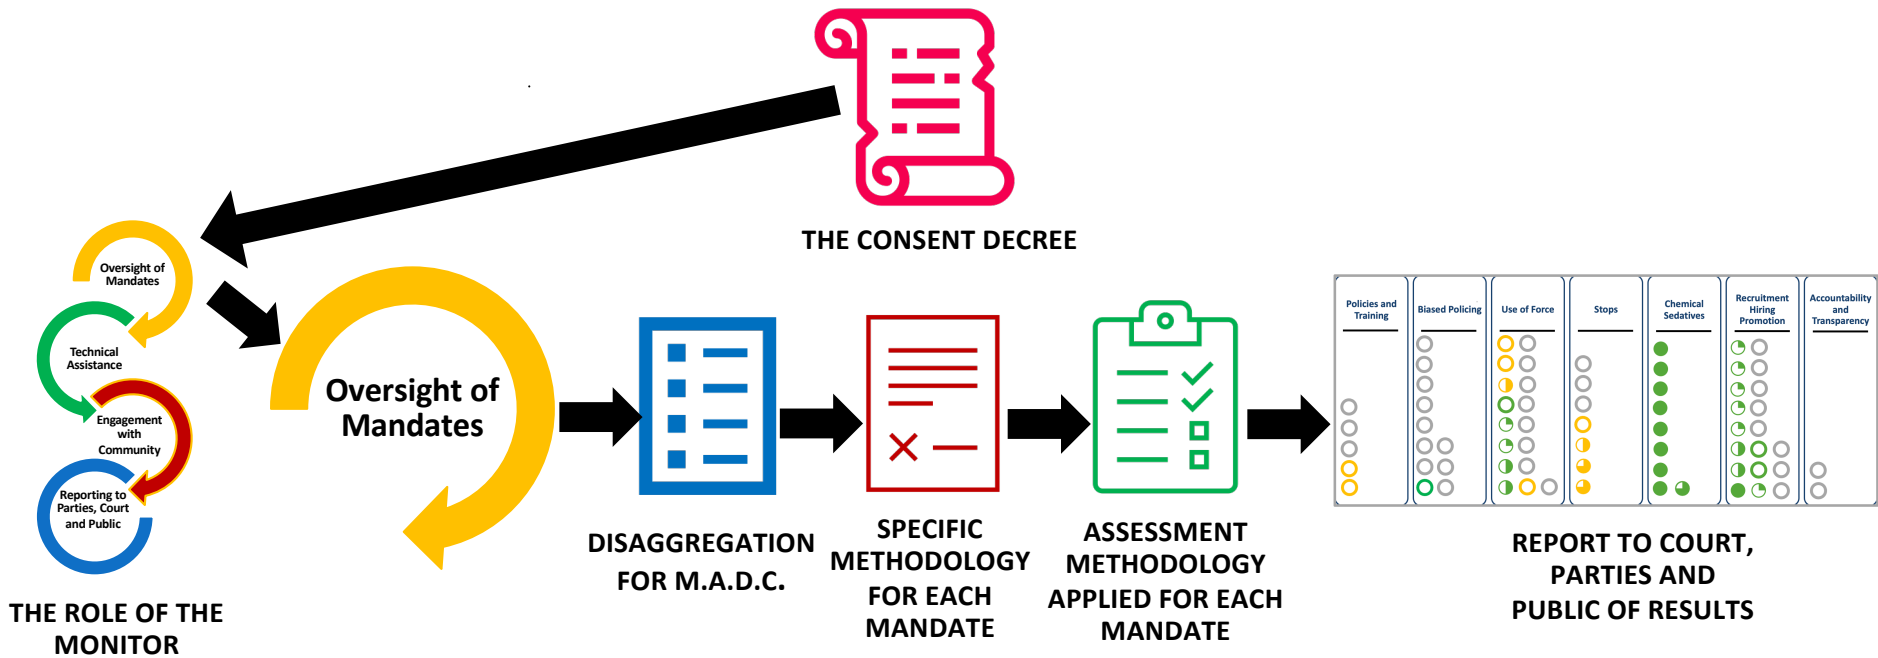 THE CONSENT DECREE
Oversight of
Mandates
Technical
Assistance
Engagement
with
Community
Reporting to
Parties, Court
and Public
THE ROLE OF THE
MONITOR
Oversight of
Mandates
DISAGGREGATION
FOR M.A.D.C.
SPECIFIC
METHODOLOGY
FOR EACH
MANDATE
ASSESSMENT
METHODOLOGY
APPLIED FOR EACH
MANDATE
Policies and
Training
Biased Policing
Use of Force
Stops
Chemical
Sedatives
Recruitment
Hiring
Promotion
Accountability
and
Transparency
REPORT TO COURT,
PARTIES AND
PUBLIC OF RESULTS